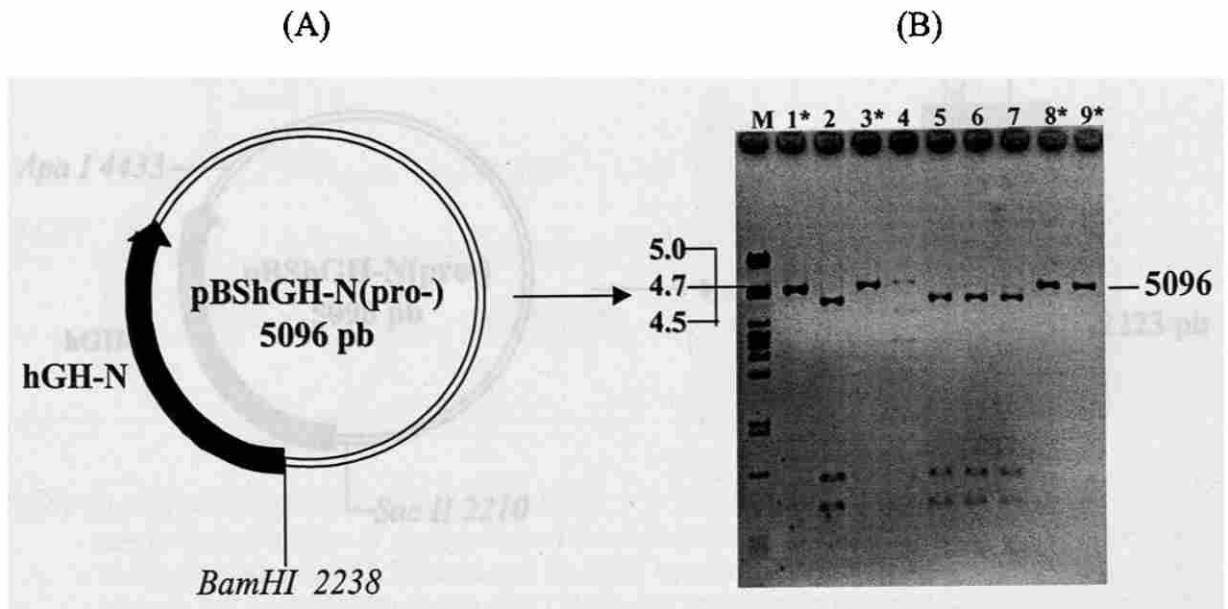 (A)
(B)
Apa I 4433
pBShGH-N(pro-)
5096 pb
hGH-N
Sac II 2210
BamHI 2238
M 1* 2 3* 4 5 6 7 8* 9*
5.0
4.7
4.5
5096